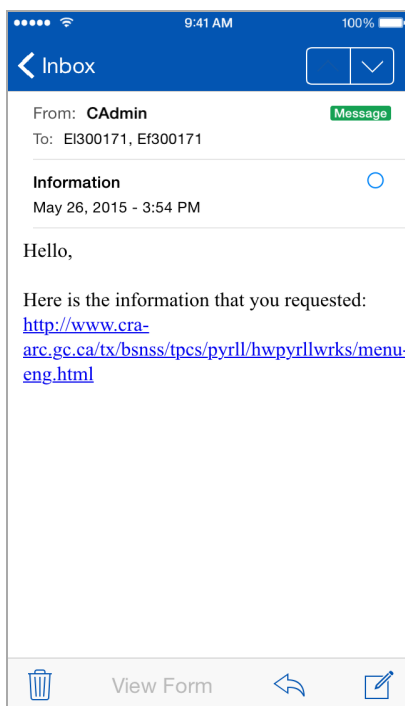 9:41 AM
100%
Inbox
From: CAdmin
Message
To: El300171, Ef300171
Information
May 26, 2015 - 3:54 PM
Hello,
Here is the information that you requested:
http://www.cra-
arc.gc.ca/tx/bsnss/tpcs/pyrll/hwpyrllwrks/menu-
eng.html
View Form